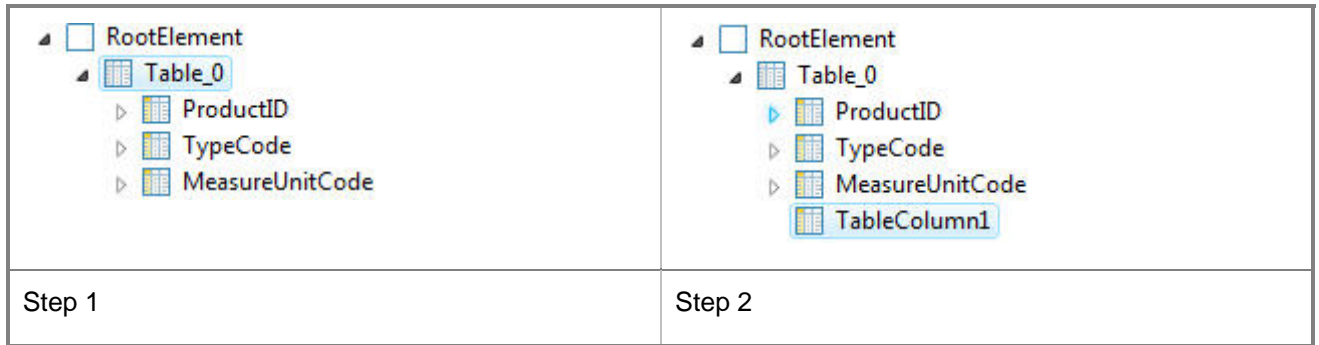 RootElement
Table_0
ProductID
TypeCode
MeasureUnitCode
RootElement
Table_0
ProductID
TypeCode
MeasureUnitCode
TableColumn1
Step 1
Step 2